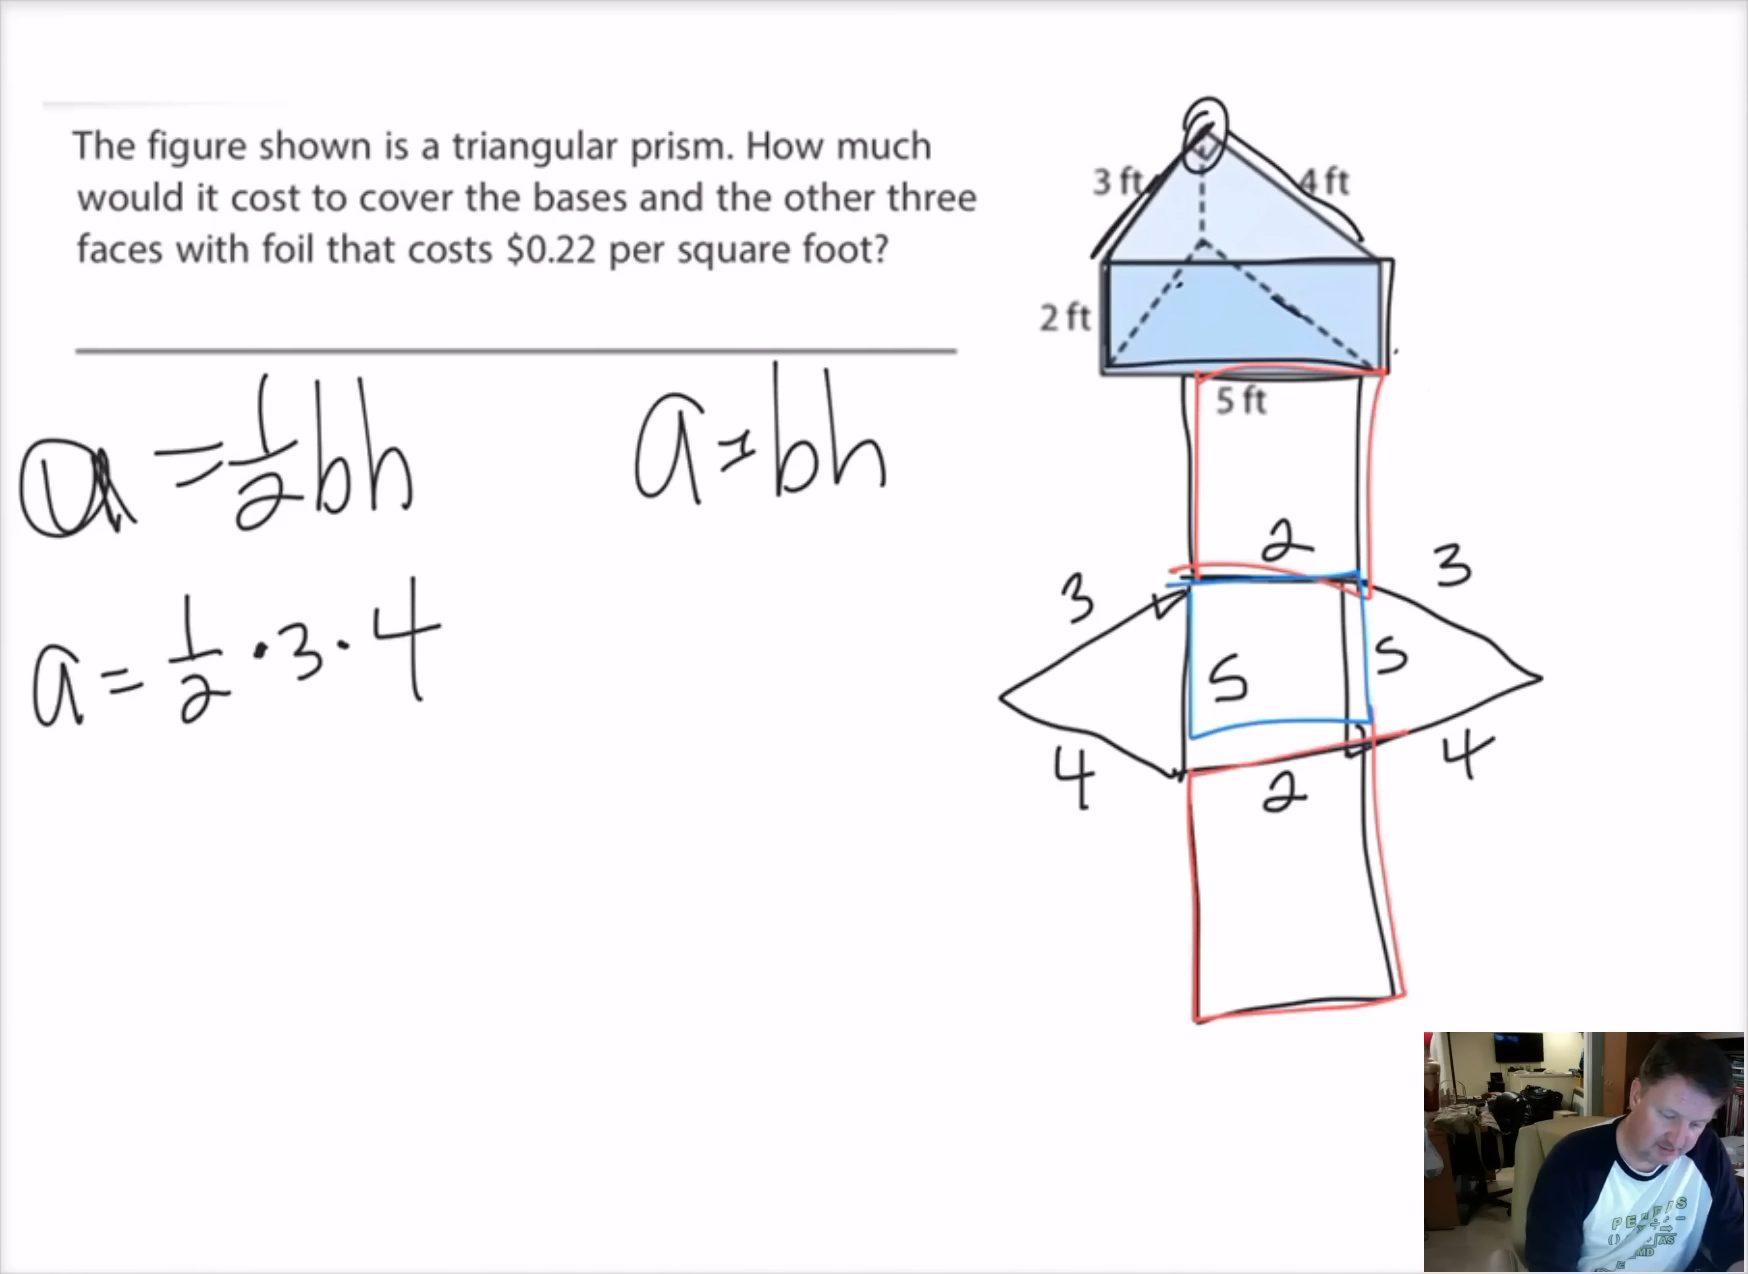 The figure shown is a triangular prism. How much
would it cost to cover the bases and the other three
faces with foil that costs $0.22 per square foot?
3 ft
4 ft
2 ft
5 ft
a = 1/2 bh
a = bh
a = 1/2 · 3 · 4
2
3
3
5
5
4
4
2